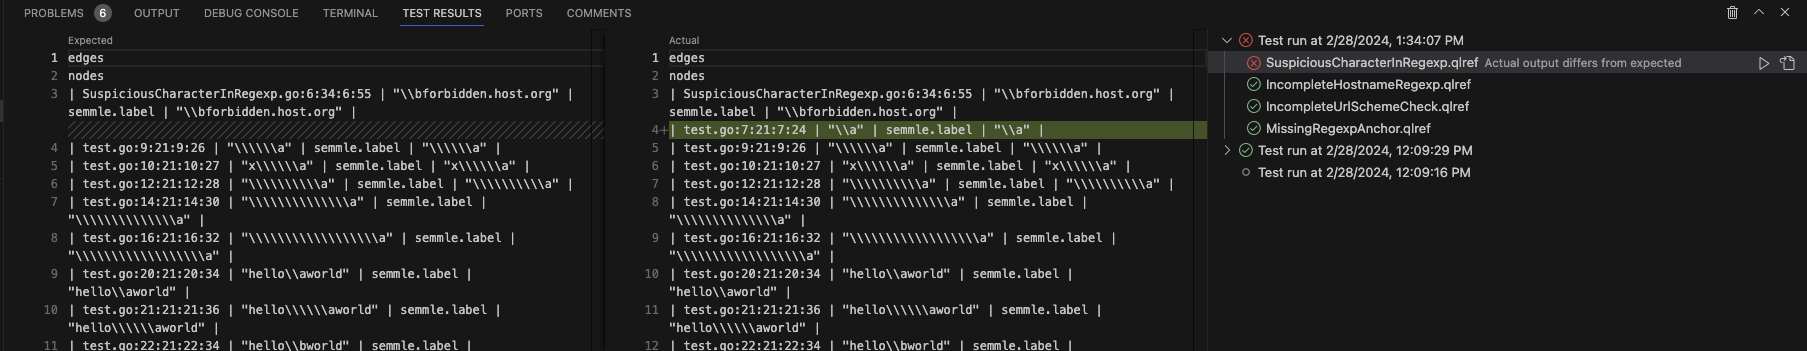 PROBLEMS 6 OUTPUT DEBUG CONSOLE TERMINAL TEST RESULTS PORTS COMMENTS
Expected
1 edges
2 nodes
3 | SuspiciousCharacterInRegexp.go:6:34:6:55 | "\\bforbidden.host.org" |
semmle.label | "\\bforbidden.host.org" |
4 | test.go:9:21:9:26 | "\\\\\\a" | semmle.label | "\\\\\\a" |
5 | test.go:10:21:10:27 | "x\\\\\\a" | semmle.label | "x\\\\\\a" |
6 | test.go:12:21:12:28 | "\\\\\\\\\\a" | semmle.label | "\\\\\\\\\\a" |
7 | test.go:14:21:14:30 | "\\\\\\\\\\\\\\a" | semmle.label |
"\\\\\\\\\\\\\\a" |
8 | test.go:16:21:16:32 | "\\\\\\\\\\\\\\\\\\a" | semmle.label |
"\\\\\\\\\\\\\\\\\\a" |
9 | test.go:20:21:20:34 | "hello\\aworld" | semmle.label |
"hello\\aworld" |
10 | test.go:21:21:21:36 | "hello\\\\\\aworld" | semmle.label |
"hello\\\\\\aworld" |
11 | test.go:22:21:22:34 | "hello\\bworld" | semmle.label |
Actual
1 edges
2 nodes
3 | SuspiciousCharacterInRegexp.go:6:34:6:55 | "\\bforbidden.host.org" |
semmle.label | "\\bforbidden.host.org" |
4+ | test.go:7:21:7:24 | "\\a" | semmle.label | "\\a" |
5 | test.go:9:21:9:26 | "\\\\\\a" | semmle.label | "\\\\\\a" |
6 | test.go:10:21:10:27 | "x\\\\\\a" | semmle.label | "x\\\\\\a" |
7 | test.go:12:21:12:28 | "\\\\\\\\\\a" | semmle.label | "\\\\\\\\\\a" |
8 | test.go:14:21:14:30 | "\\\\\\\\\\\\\\a" | semmle.label |
"\\\\\\\\\\\\\\a" |
9 | test.go:16:21:16:32 | "\\\\\\\\\\\\\\\\\\a" | semmle.label |
"\\\\\\\\\\\\\\\\\\a" |
10 | test.go:20:21:20:34 | "hello\\aworld" | semmle.label |
"hello\\aworld" |
11 | test.go:21:21:21:36 | "hello\\\\\\aworld" | semmle.label |
"hello\\\\\\aworld" |
12 | test.go:22:21:22:34 | "hello\\bworld" | semmle.label |
Test run at 2/28/2024, 1:34:07 PM
SuspiciousCharacterInRegexp.qlref Actual output differs from expected
IncompleteHostnameRegexp.qlref
IncompleteUrlSchemeCheck.qlref
MissingRegexpAnchor.qlref
Test run at 2/28/2024, 12:09:29 PM
Test run at 2/28/2024, 12:09:16 PM